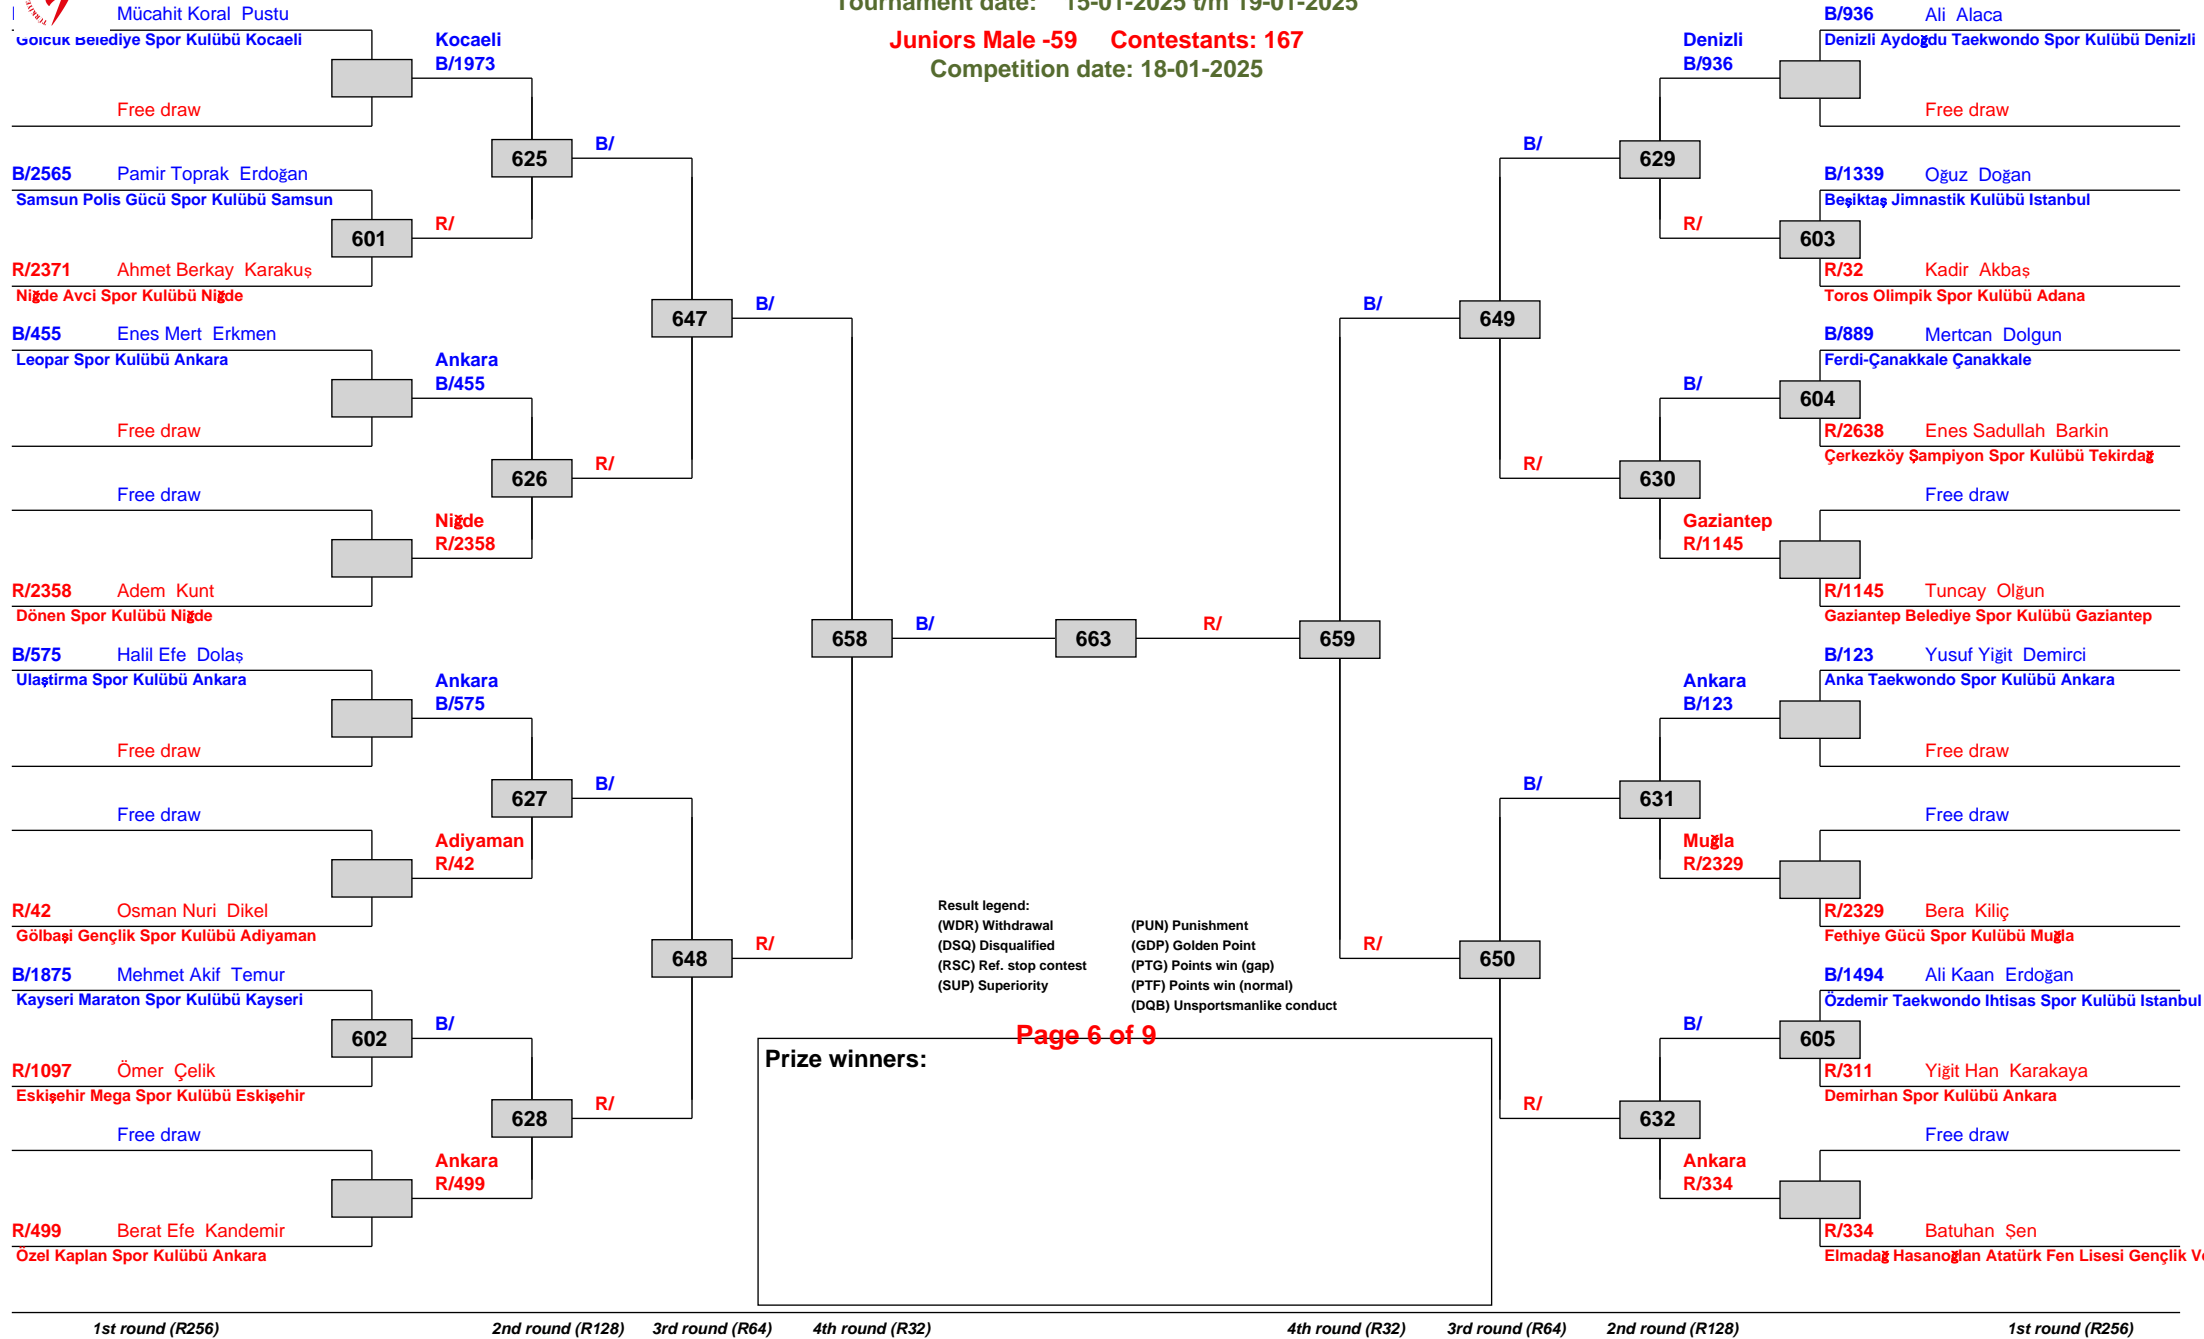 Tournament date: 15-01-2025 t/m 19-01-2025
Juniors Male -59 Contestants: 167
Competition date: 18-01-2025
Mücahit Koral Pustu
Gölcük Belediye Spor Kulübü Kocaeli
Kocaeli
B/1973
Free draw
625
B/
B/2565 Pamir Toprak Erdoğan
Samsun Polis Gücü Spor Kulübü Samsun
601
R/
R/2371 Ahmet Berkay Karakuş
Niğde Avci Spor Kulübü Niğde
647
B/
B/455 Enes Mert Erkmen
Leopar Spor Kulübü Ankara
Ankara
B/455
Free draw
626
R/
Free draw
Niğde
R/2358
R/2358 Adem Kunt
Dönen Spor Kulübü Niğde
658
B/
663
R/
659
B/575 Halil Efe Dolaş
Ulaştirma Spor Kulübü Ankara
Ankara
B/575
Free draw
627
B/
Free draw
Adiyaman
R/42
R/42 Osman Nuri Dikel
Gölbaşi Gençlik Spor Kulübü Adiyaman
648
R/
B/1875 Mehmet Akif Temur
Kayseri Maraton Spor Kulübü Kayseri
602
B/
R/1097 Ömer Çelik
Eskişehir Mega Spor Kulübü Eskişehir
628
R/
Free draw
Ankara
R/499
R/499 Berat Efe Kandemir
Özel Kaplan Spor Kulübü Ankara
B/936 Ali Alaca
Denizli Aydoğdu Taekwondo Spor Kulübü Denizli
Denizli
B/936
Free draw
B/
629
B/1339 Oğuz Doğan
Beşiktaş Jimnastik Kulübü Istanbul
R/
603
R/32 Kadir Akbaş
Toros Olimpik Spor Kulübü Adana
B/
649
B/889 Mertcan Dolgun
Ferdi-Çanakkale Çanakkale
B/
604
R/2638 Enes Sadullah Barkin
Çerkezköy Şampiyon Spor Kulübü Tekirdağ
R/
630
Free draw
Gaziantep
R/1145
R/1145 Tuncay Olğun
Gaziantep Belediye Spor Kulübü Gaziantep
B/123 Yusuf Yiğit Demirci
Anka Taekwondo Spor Kulübü Ankara
Ankara
B/123
Free draw
B/
631
Free draw
Muğla
R/2329
R/2329 Bera Kiliç
Fethiye Gücü Spor Kulübü Muğla
R/
650
B/1494 Ali Kaan Erdoğan
Özdemir Taekwondo Ihtisas Spor Kulübü Istanbul
B/
605
R/311 Yiğit Han Karakaya
Demirhan Spor Kulübü Ankara
R/
632
Free draw
Ankara
R/334
R/334 Batuhan Şen
Elmadağ Hasanoğlan Atatürk Fen Lisesi Gençlik
Result legend:
(WDR) Withdrawal (PUN) Punishment
(DSQ) Disqualified (GDP) Golden Point
(RSC) Ref. stop contest (PTG) Points win (gap)
(SUP) Superiority (PTF) Points win (normal)
(DQB) Unsportsmanlike conduct
Page 6 of 9
Prize winners:
1st round (R256) 2nd round (R128) 3rd round (R64) 4th round (R32) 4th round (R32) 3rd round (R64) 2nd round (R128) 1st round (R256)